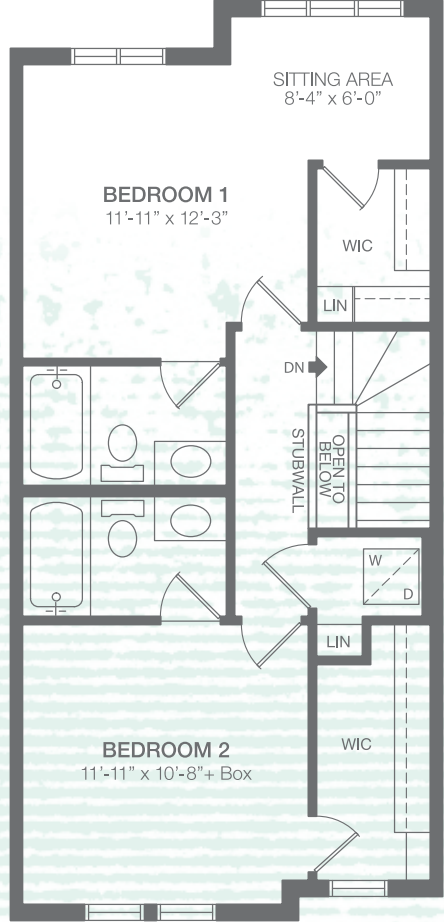 SITTING AREA
8'-4" x 6'-0"
BEDROOM 1
11'-11" x 12'-3"
WIC
LIN
DN
OPEN TO
BELOW
STUBWALL
W
D
LIN
WIC
BEDROOM 2
11'-11" x 10'-8"+ Box